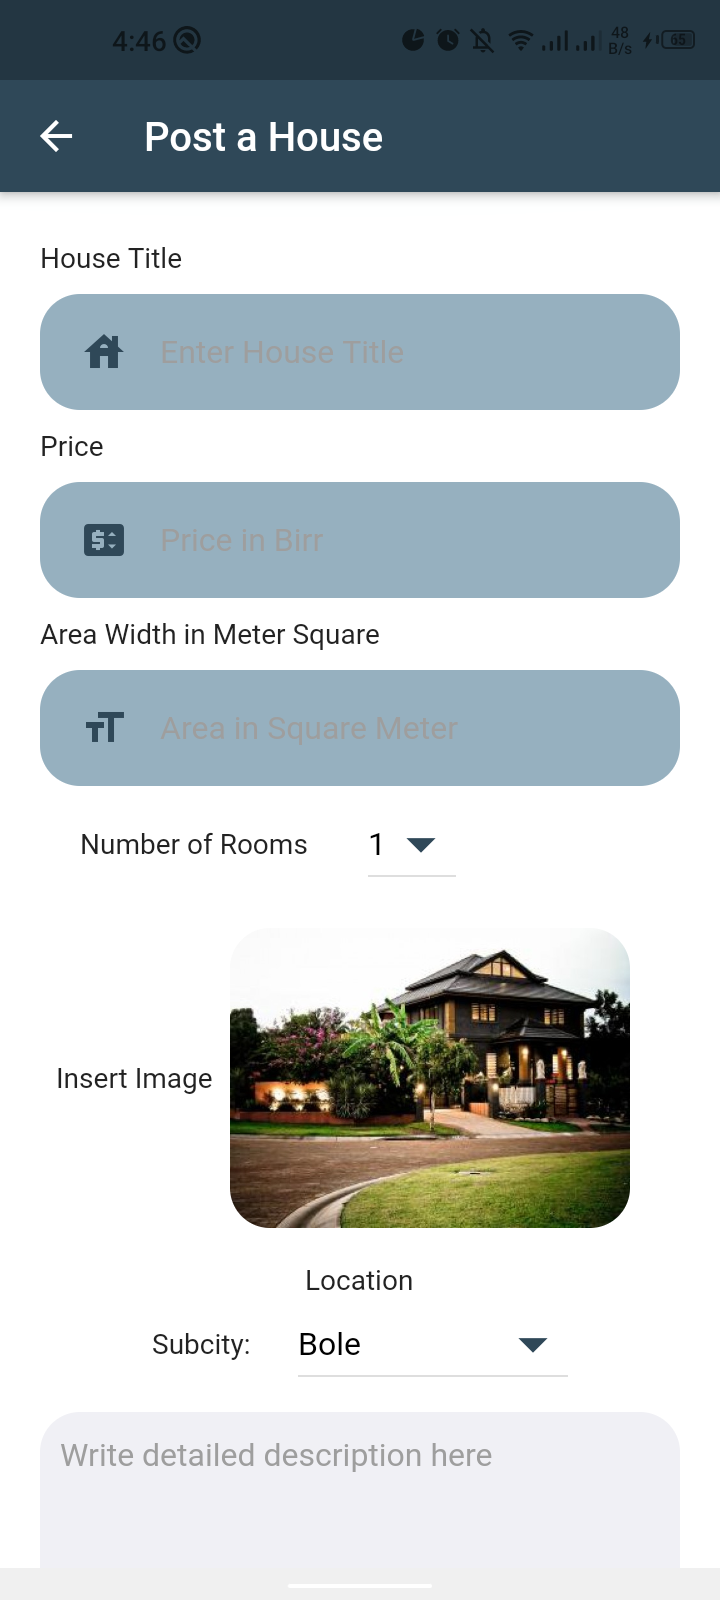 4:46
48
B/s
65
Post a House
House Title
Enter House Title
Price
Price in Birr
Area Width in Meter Square
Area in Square Meter
Number of Rooms 1
Insert Image
Location
Subcity: Bole
Write detailed description here